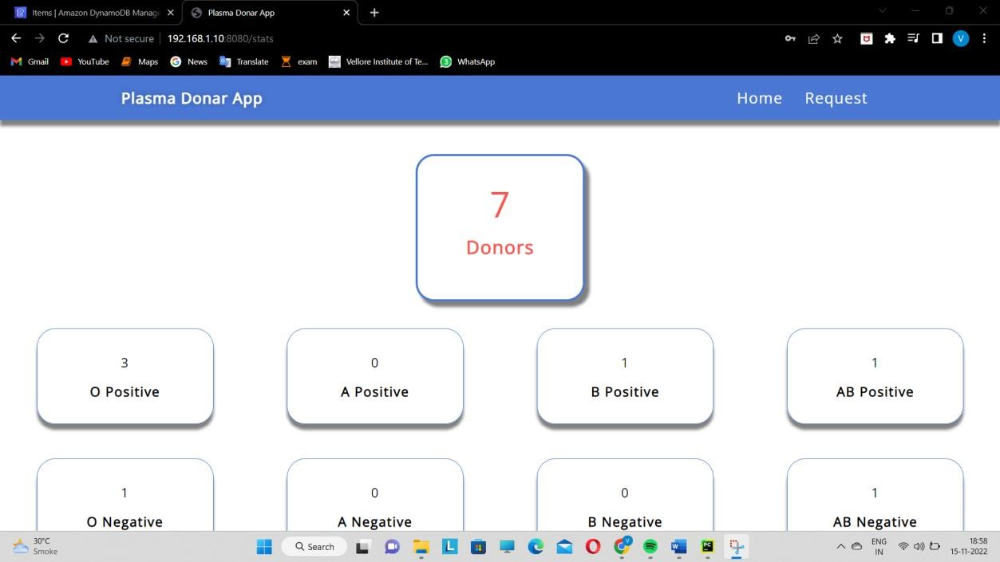 Items | Amazon DynamoDB Manag
Plasma Donar App
Not secure
192.168.1.10:8080/stats
V
Gmail
YouTube
Maps
News
Translate
exam
Vellore Institute of Te...
3
WhatsApp
Plasma Donar App
Home
Request
7
Donors
3
0
1
1
O Positive
A Positive
B Positive
AB Positive
1
0
0
1
O Negative
A Negative
B Negative
AB Negative
30°C
Smoke
Search
L
V
W
PC
ENG
IN
18:58
15-11-2022